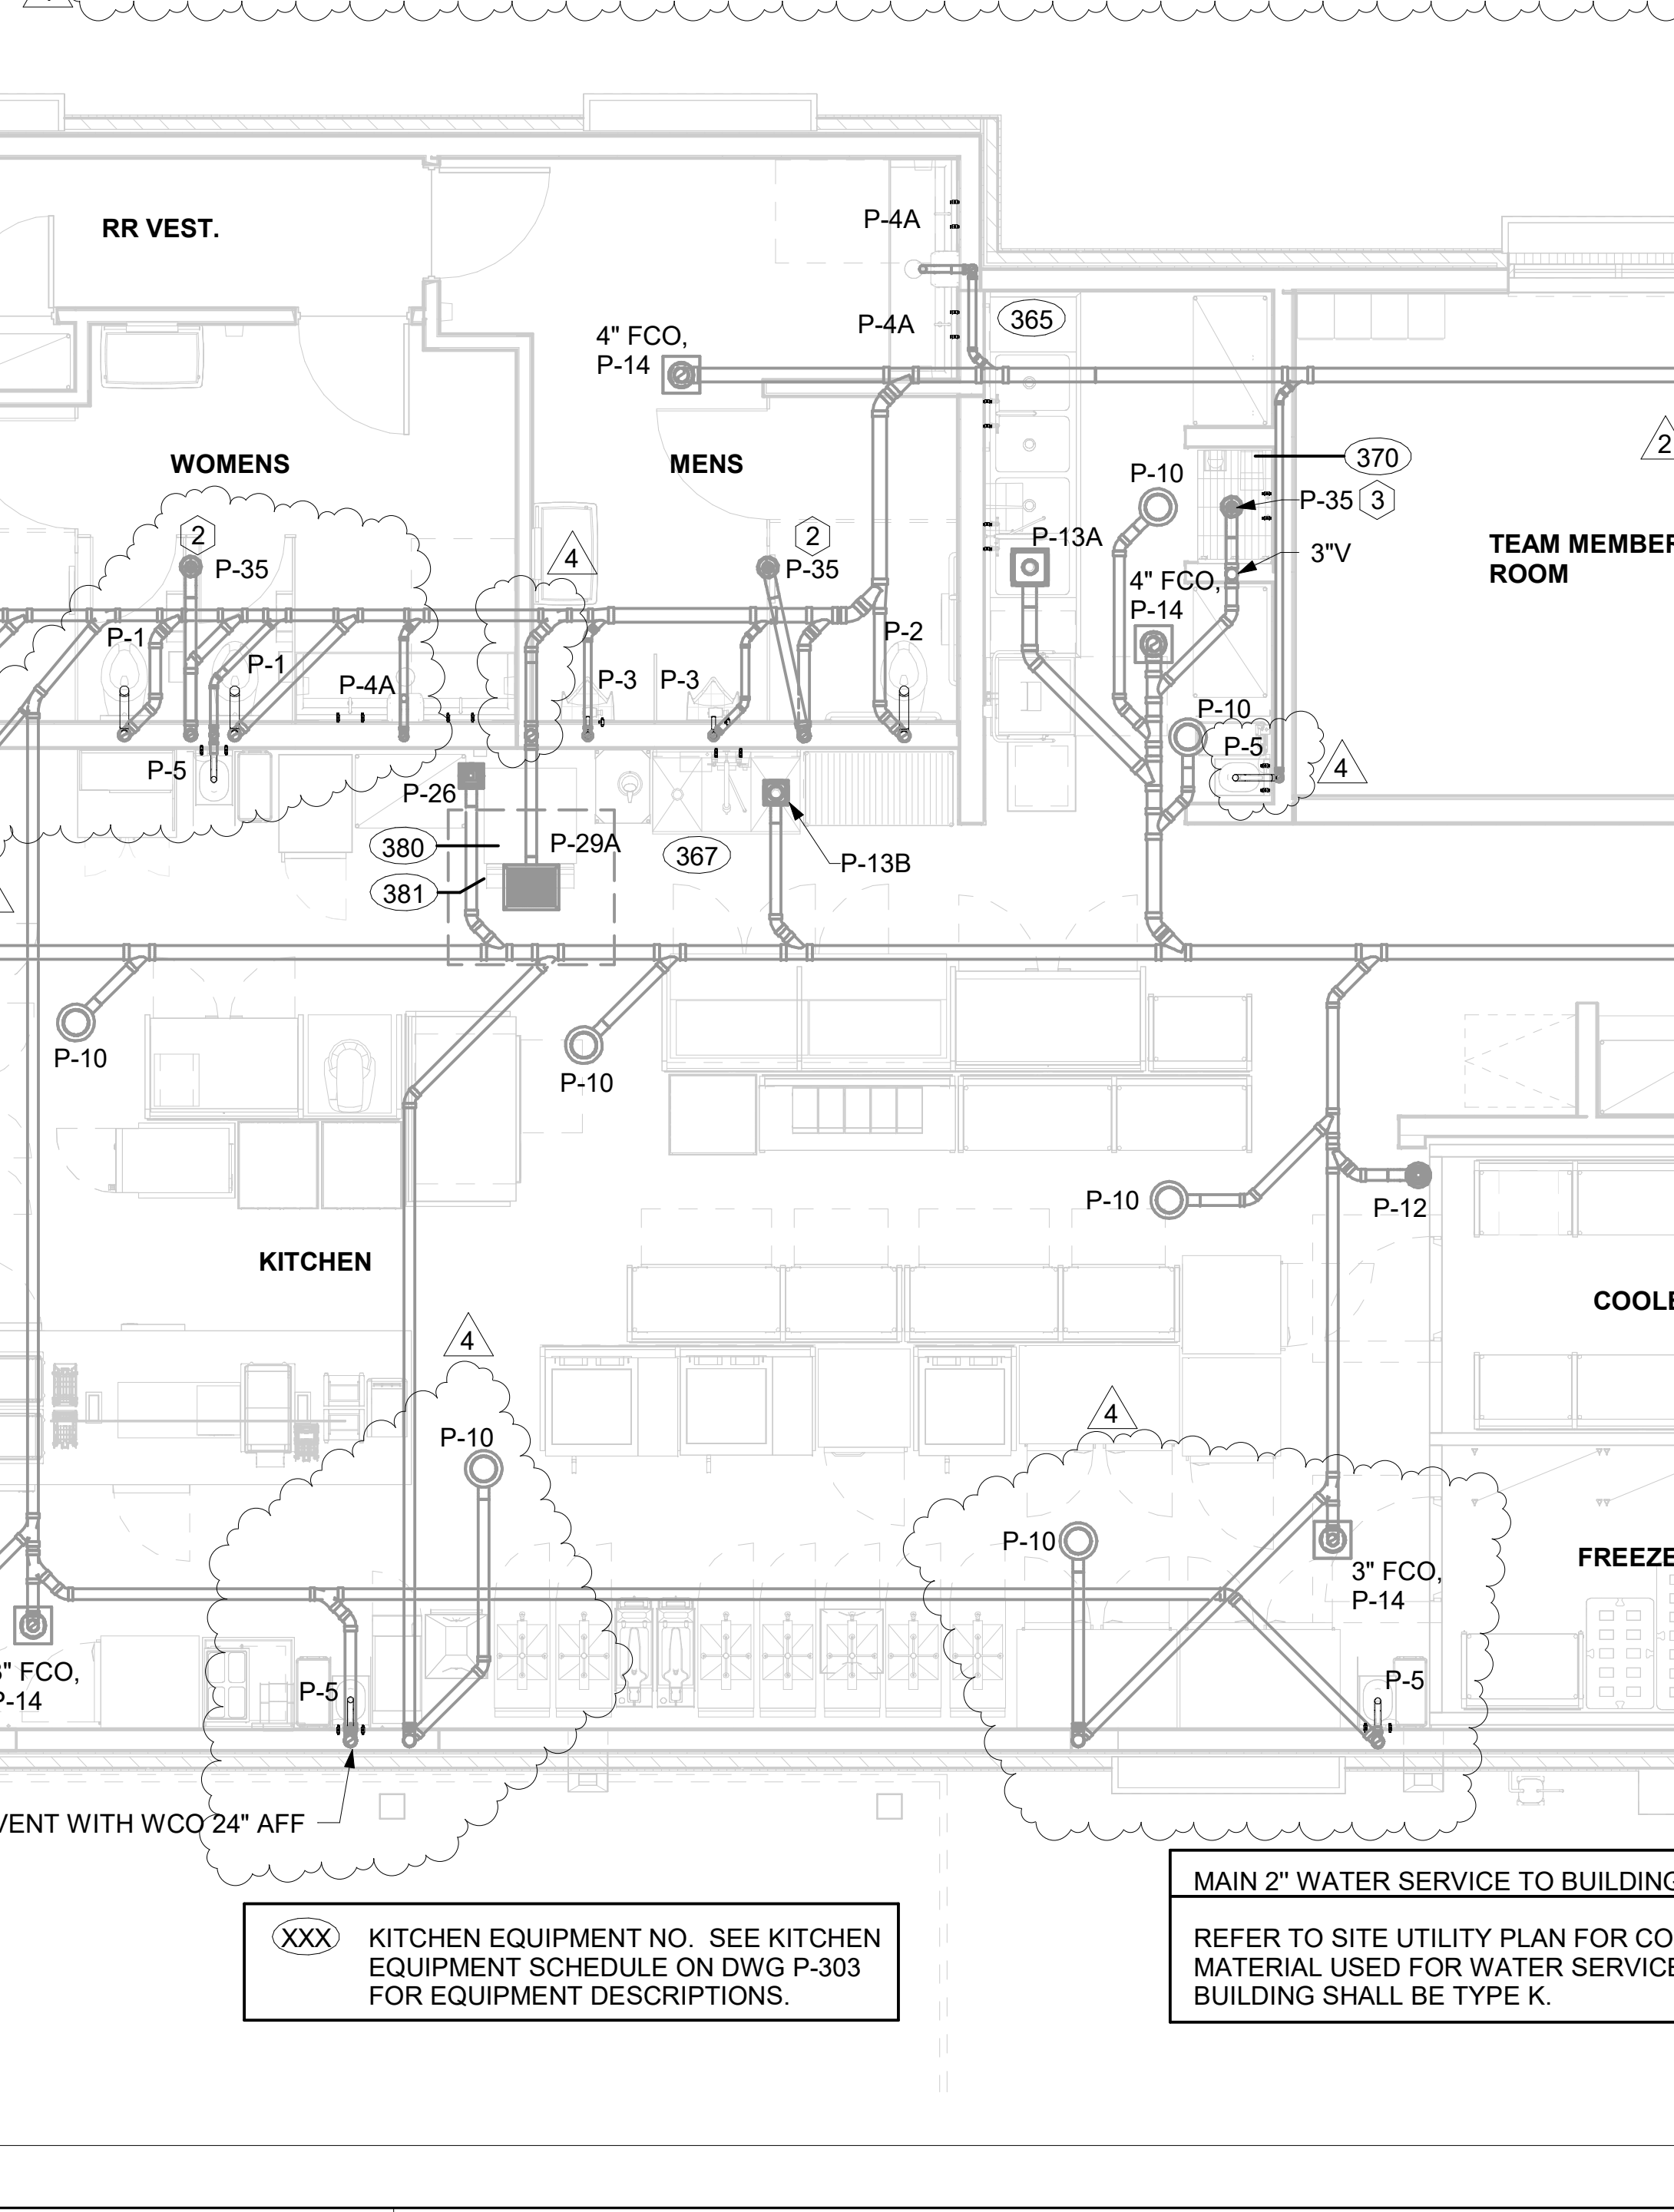 RR VEST.
P-4A
P-4A
365
4" FCO,
P-14
WOMENS
MENS
370
2
P-10
P-35
3
2
P-35
4
2
P-35
P-13A
3"V
TEAM MEMBER
ROOM
4" FCO,
P-14
P-1
P-1
P-2
P-4A
P-3
P-3
P-10
P-5
4
P-5
P-26
380
P-29A
367
P-13B
381
P-10
P-10
P-10
P-12
KITCHEN
COOLE
4
4
P-10
P-10
3" FCO,
P-14
FREEZE
" FCO,
P-14
P-5
P-5
VENT WITH WCO 24" AFF
XXX
KITCHEN EQUIPMENT NO. SEE KITCHEN
EQUIPMENT SCHEDULE ON DWG P-303
FOR EQUIPMENT DESCRIPTIONS.
MAIN 2" WATER SERVICE TO BUILDING
REFER TO SITE UTILITY PLAN FOR CO
MATERIAL USED FOR WATER SERVICE
BUILDING SHALL BE TYPE K.